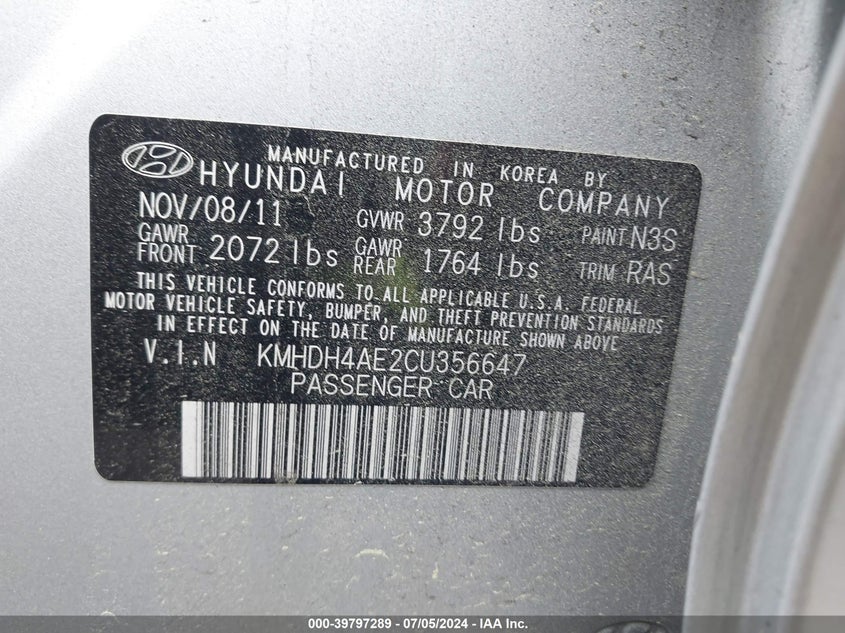 MANUFACTURED IN KOREA BY
HYUNDAI MOTOR COMPANY
NOV/08/11 GVWR 3792 lbs PAINT N3S
GAWR FRONT 2072 lbs GAWR REAR 1764 lbs TRIM RAS
THIS VEHICLE CONFORMS TO ALL APPLICABLE U.S.A. FEDERAL
MOTOR VEHICLE SAFETY, BUMPER, AND THEFT PREVENTION STANDARDS
IN EFFECT ON THE DATE OF MANUFACTURE SHOWN ABOVE
V.I.N KMHDH4AE2CU356647
PASSENGER CAR
000-39797289 - 07/05/2024 - IAA Inc.